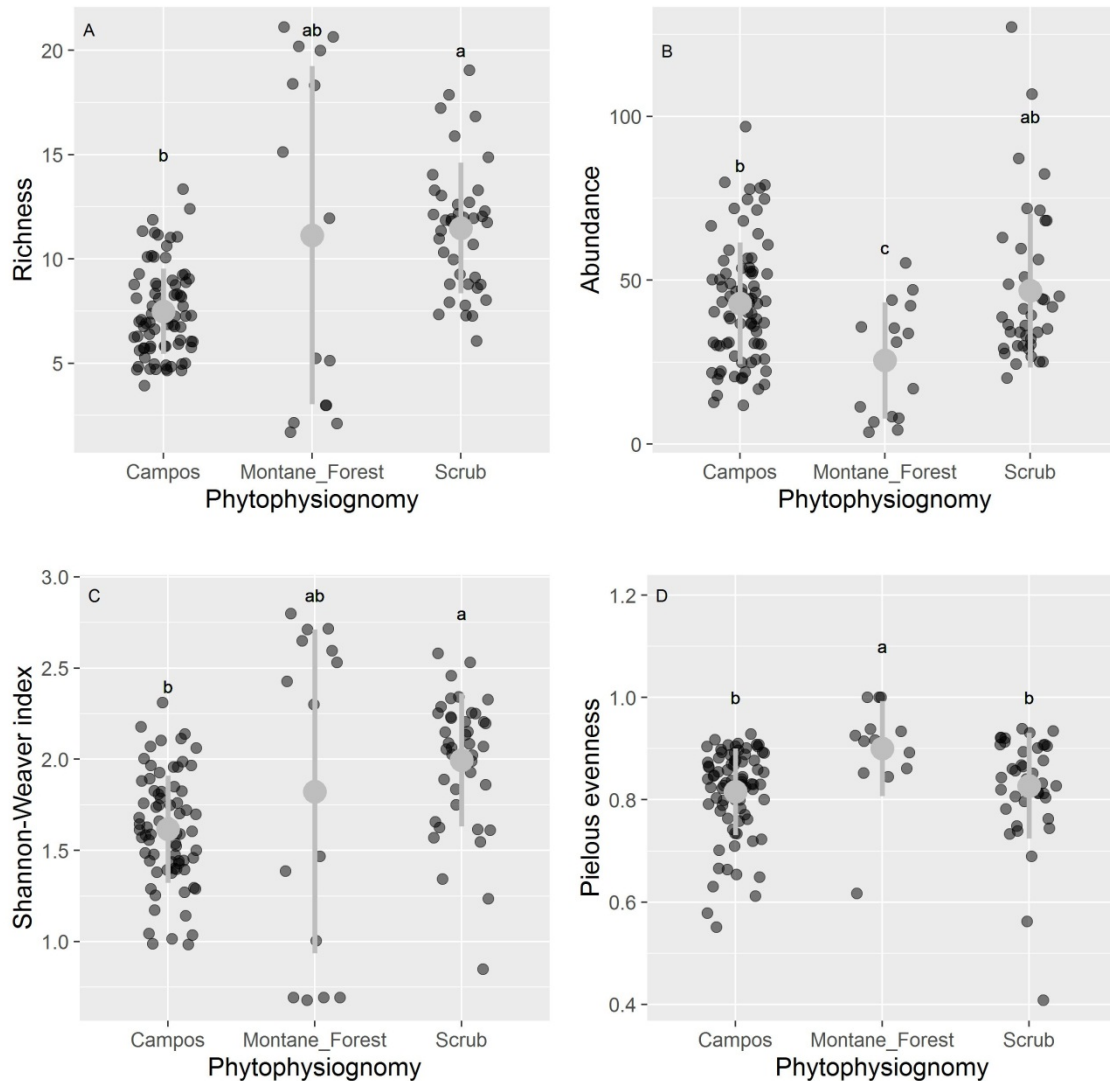 A
ab
a
b
20
15
10
5
Richness
Campos
Montane_Forest
Scrub
Phytophysiognomy
B
ab
b
c
100
50
0
Abundance
Campos
Montane_Forest
Scrub
Phytophysiognomy
C
ab
a
b
3.0
2.5
2.0
1.5
1.0
Shannon-Weaver index
Campos
Montane_Forest
Scrub
Phytophysiognomy
D
a
b
b
1.2
1.0
0.8
0.6
0.4
Pielous evenness
Campos
Montane_Forest
Scrub
Phytophysiognomy